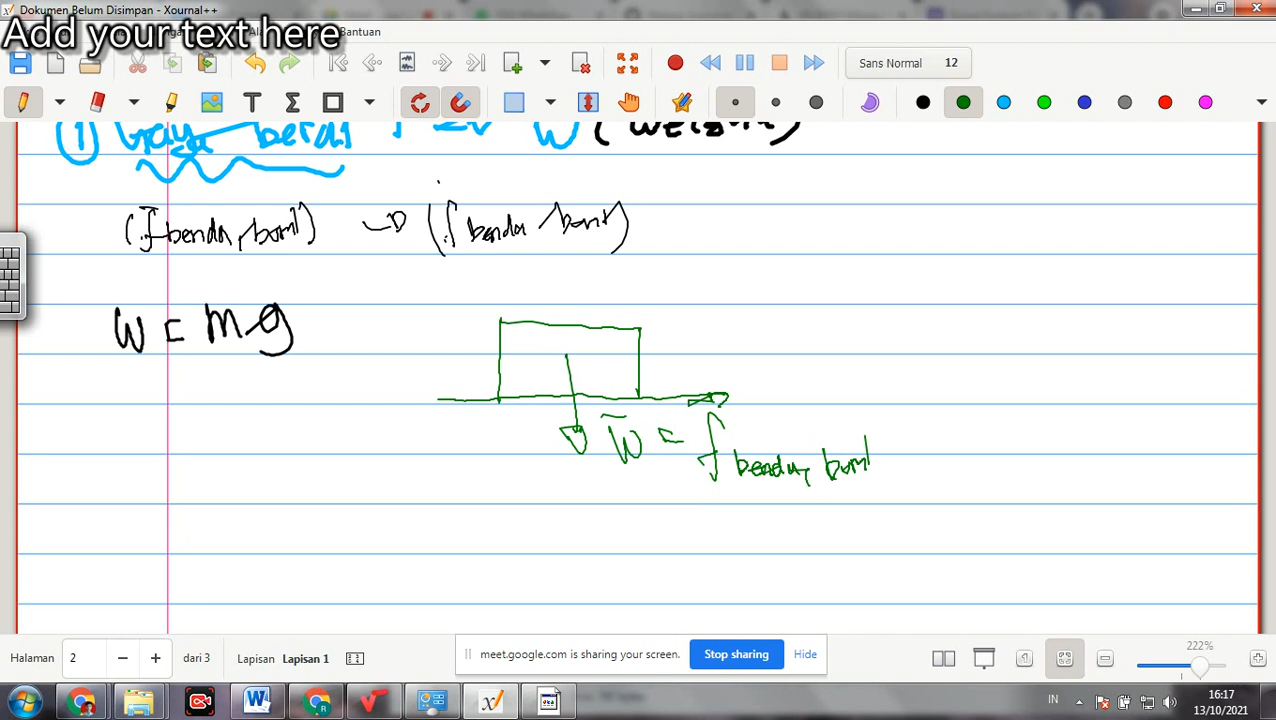 Dokumen Belum Disimpan - Xournal++
Add your text here
Bantuan
Sans Normal 12
① Gaya berat W (WEIGHT)
(f benda, bumi) → (f benda bumi)
W = m g
W = f benda, bumi
Halaman 2 dari 3 Lapisan Lapisan 1
meet.google.com is sharing your screen. Stop sharing Hide
222%
IN 16:17
13/10/2021